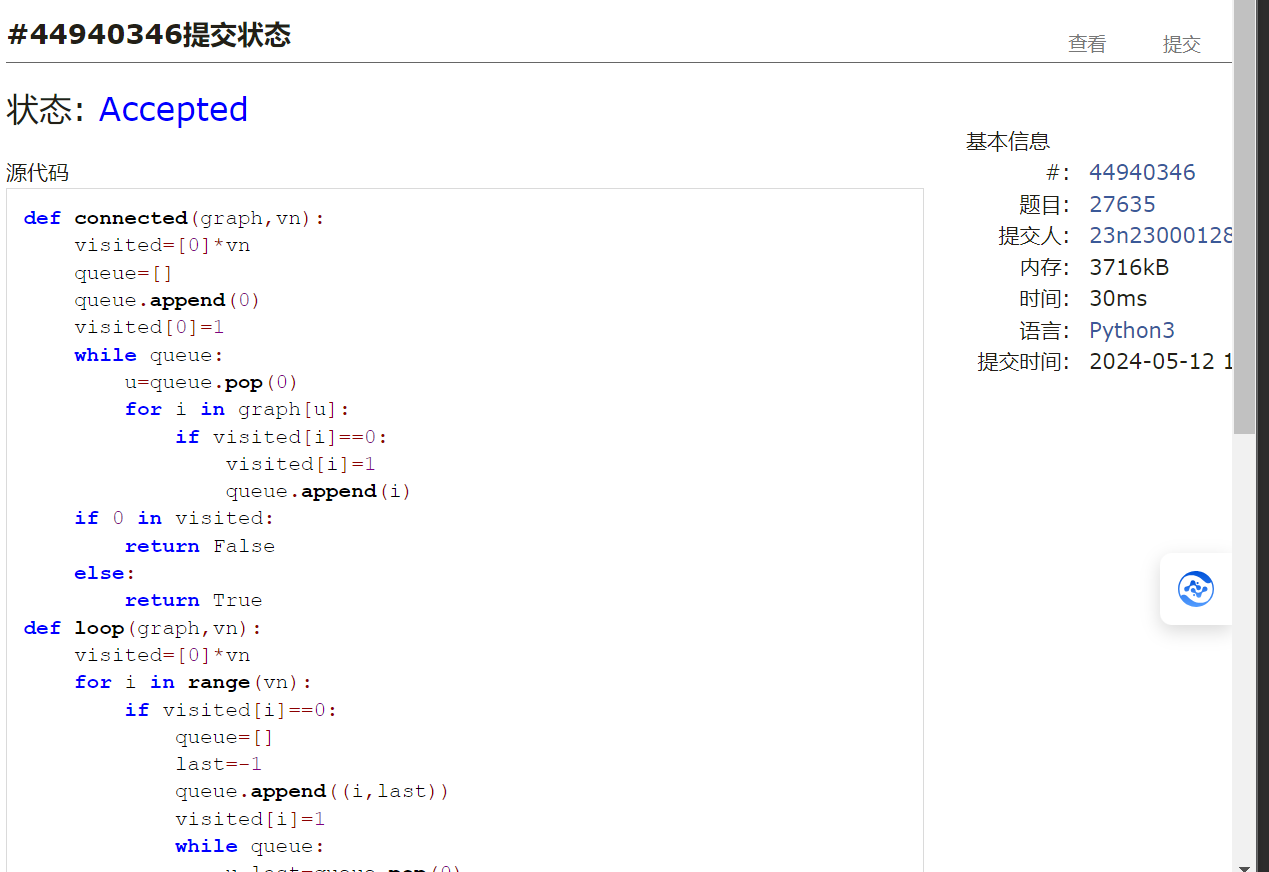 #44940346提交状态
查看 提交
状态: Accepted
源代码
def connected(graph,vn):
    visited=[0]*vn
    queue=[]
    queue.append(0)
    visited[0]=1
    while queue:
        u=queue.pop(0)
        for i in graph[u]:
            if visited[i]==0:
                visited[i]=1
                queue.append(i)
    if 0 in visited:
        return False
    else:
        return True
def loop(graph,vn):
    visited=[0]*vn
    for i in range(vn):
        if visited[i]==0:
            queue=[]
            last=-1
            queue.append((i,last))
            visited[i]=1
            while queue:
                u,last=queue.pop(0)
基本信息
#: 44940346
题目: 27635
提交人: 23n23000128
内存: 3716kB
时间: 30ms
语言: Python3
提交时间: 2024-05-12 1